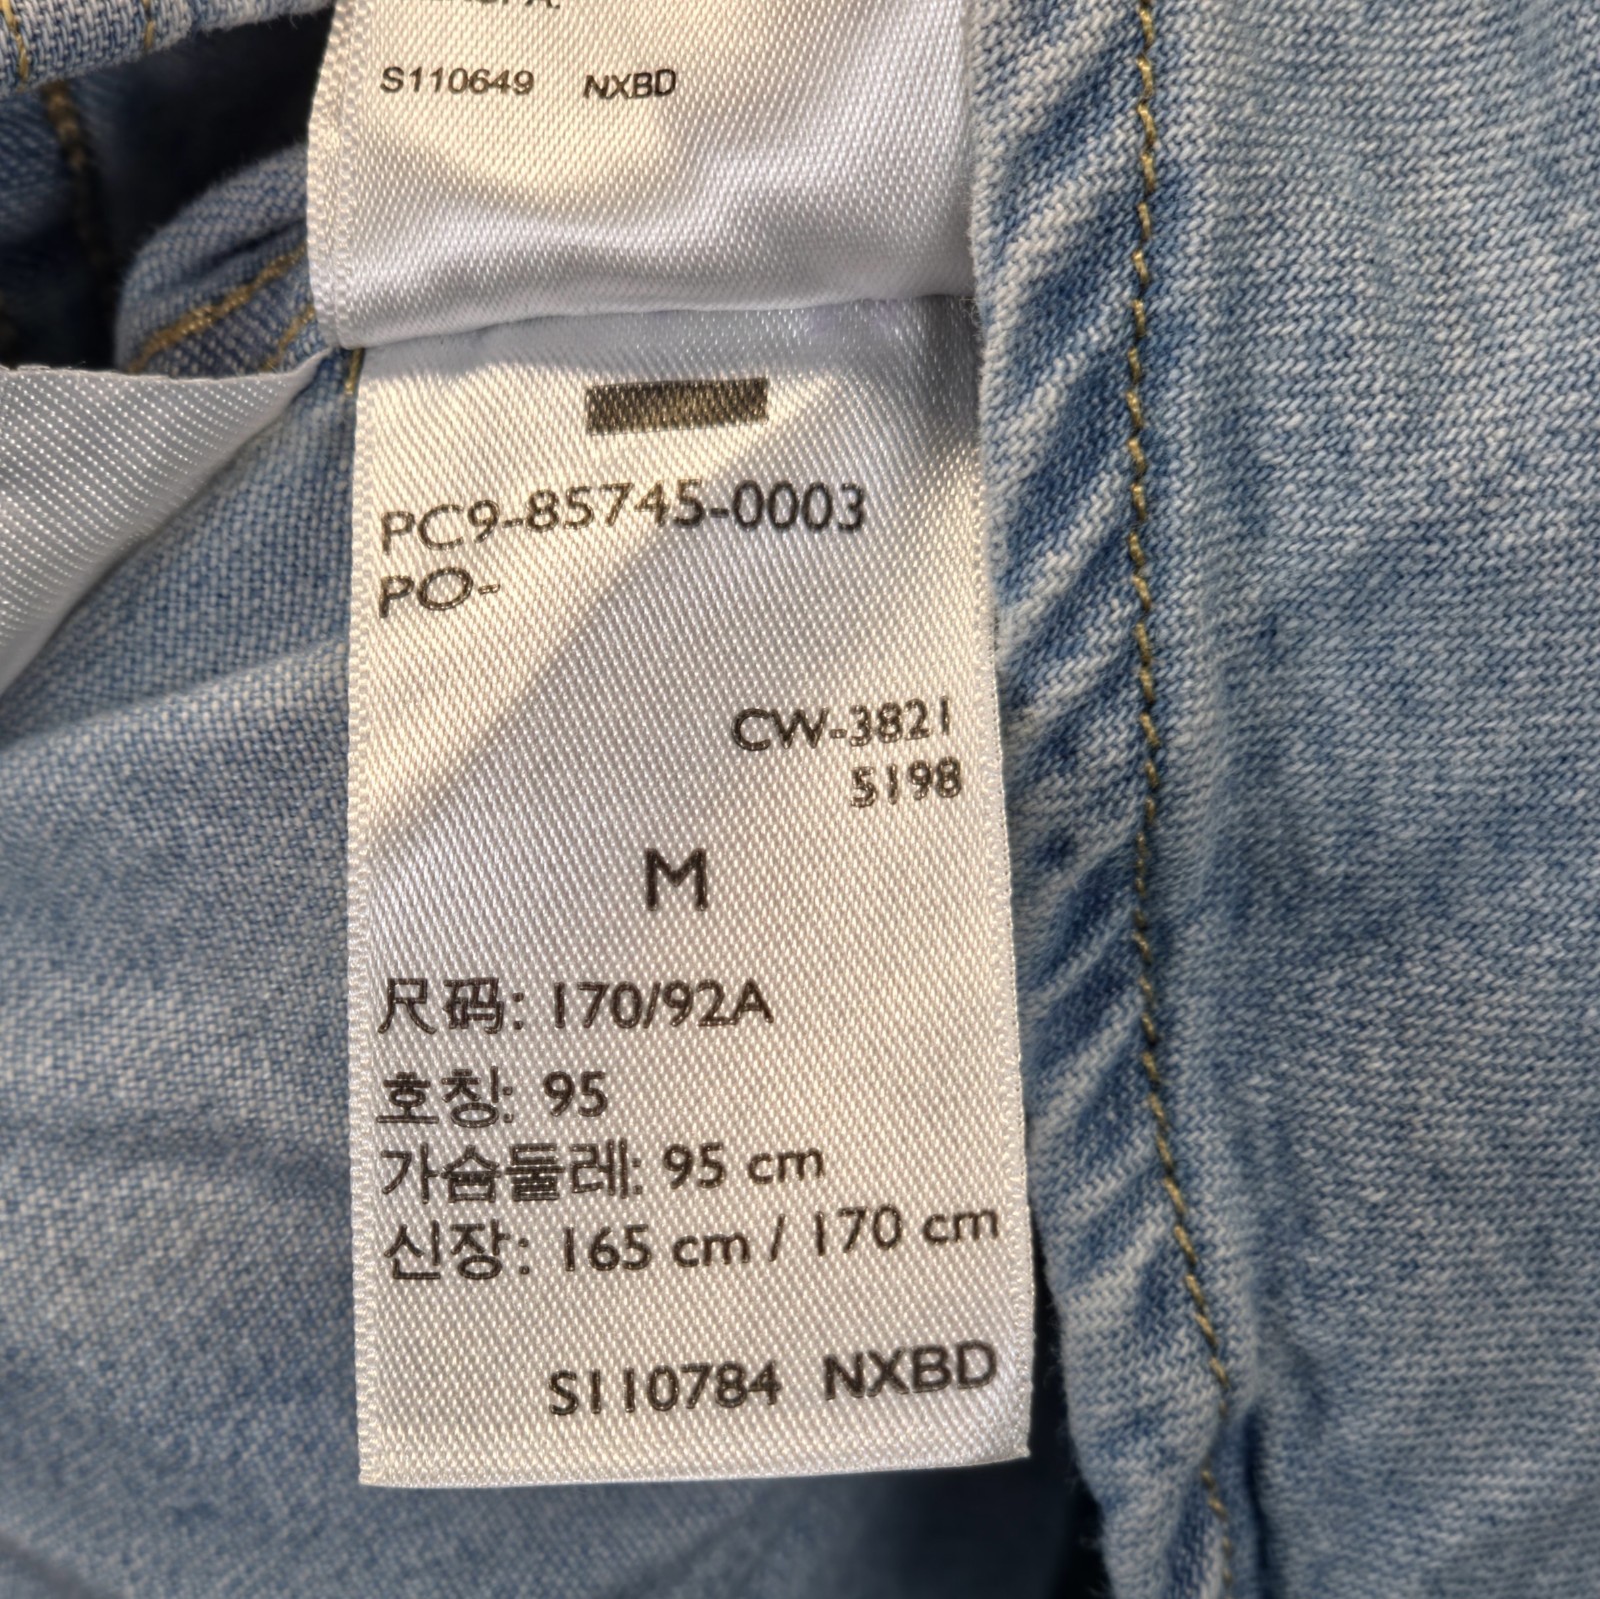 S110649 NXBD
PC9-85745-0003
PO-
CW-3821
5198
M
尺码: 170/92A
호칭: 95
가슴둘레: 95 cm
신장: 165 cm / 170 cm
S110784 NXBD